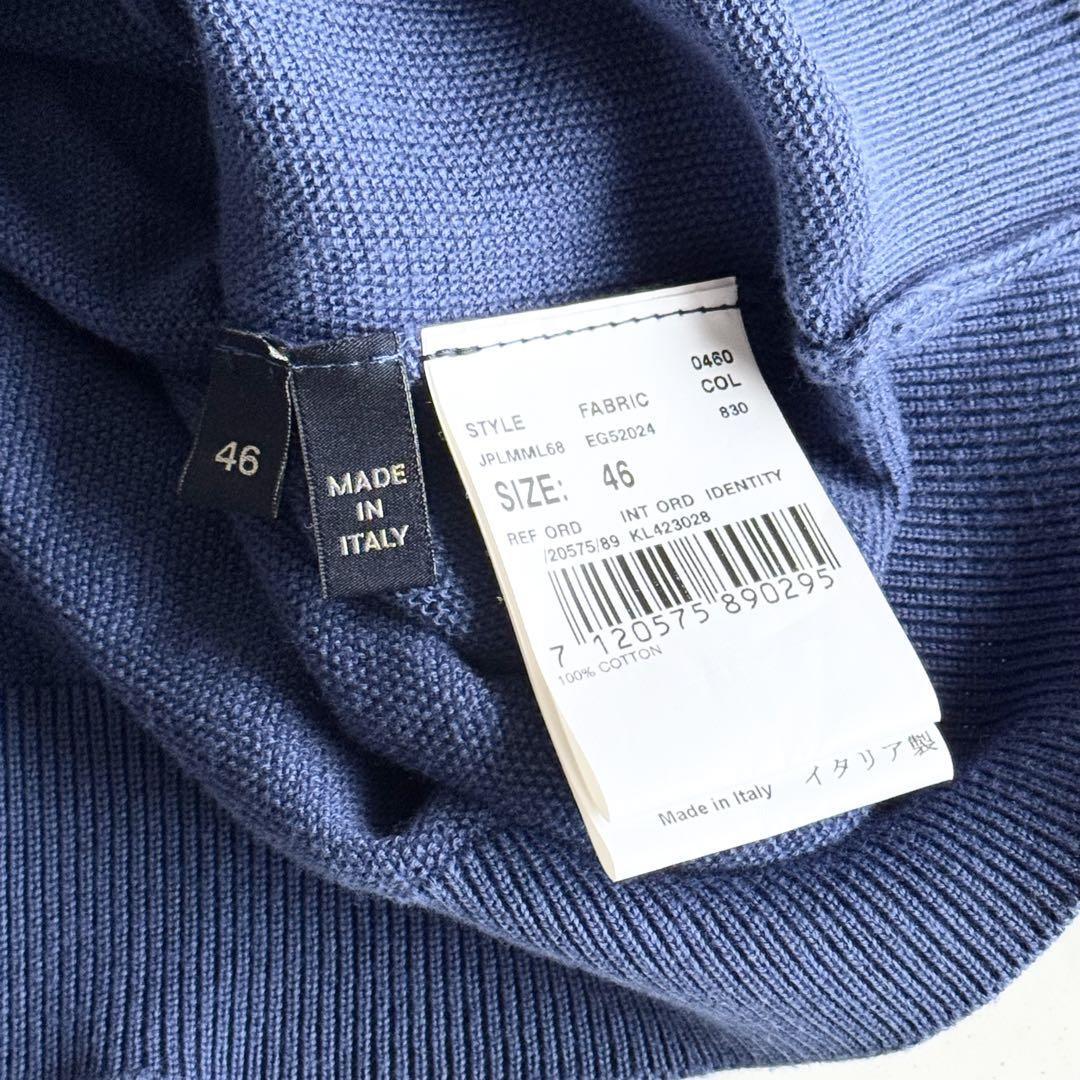 46
MADE
IN
ITALY
0460
STYLE FABRIC COL
JPLMML68 EG52024 830
SIZE: 46
REF ORD INT ORD IDENTITY
/20575/89 KL423028
7 120575 890295
100% COTTON
Made in Italy イタリア製